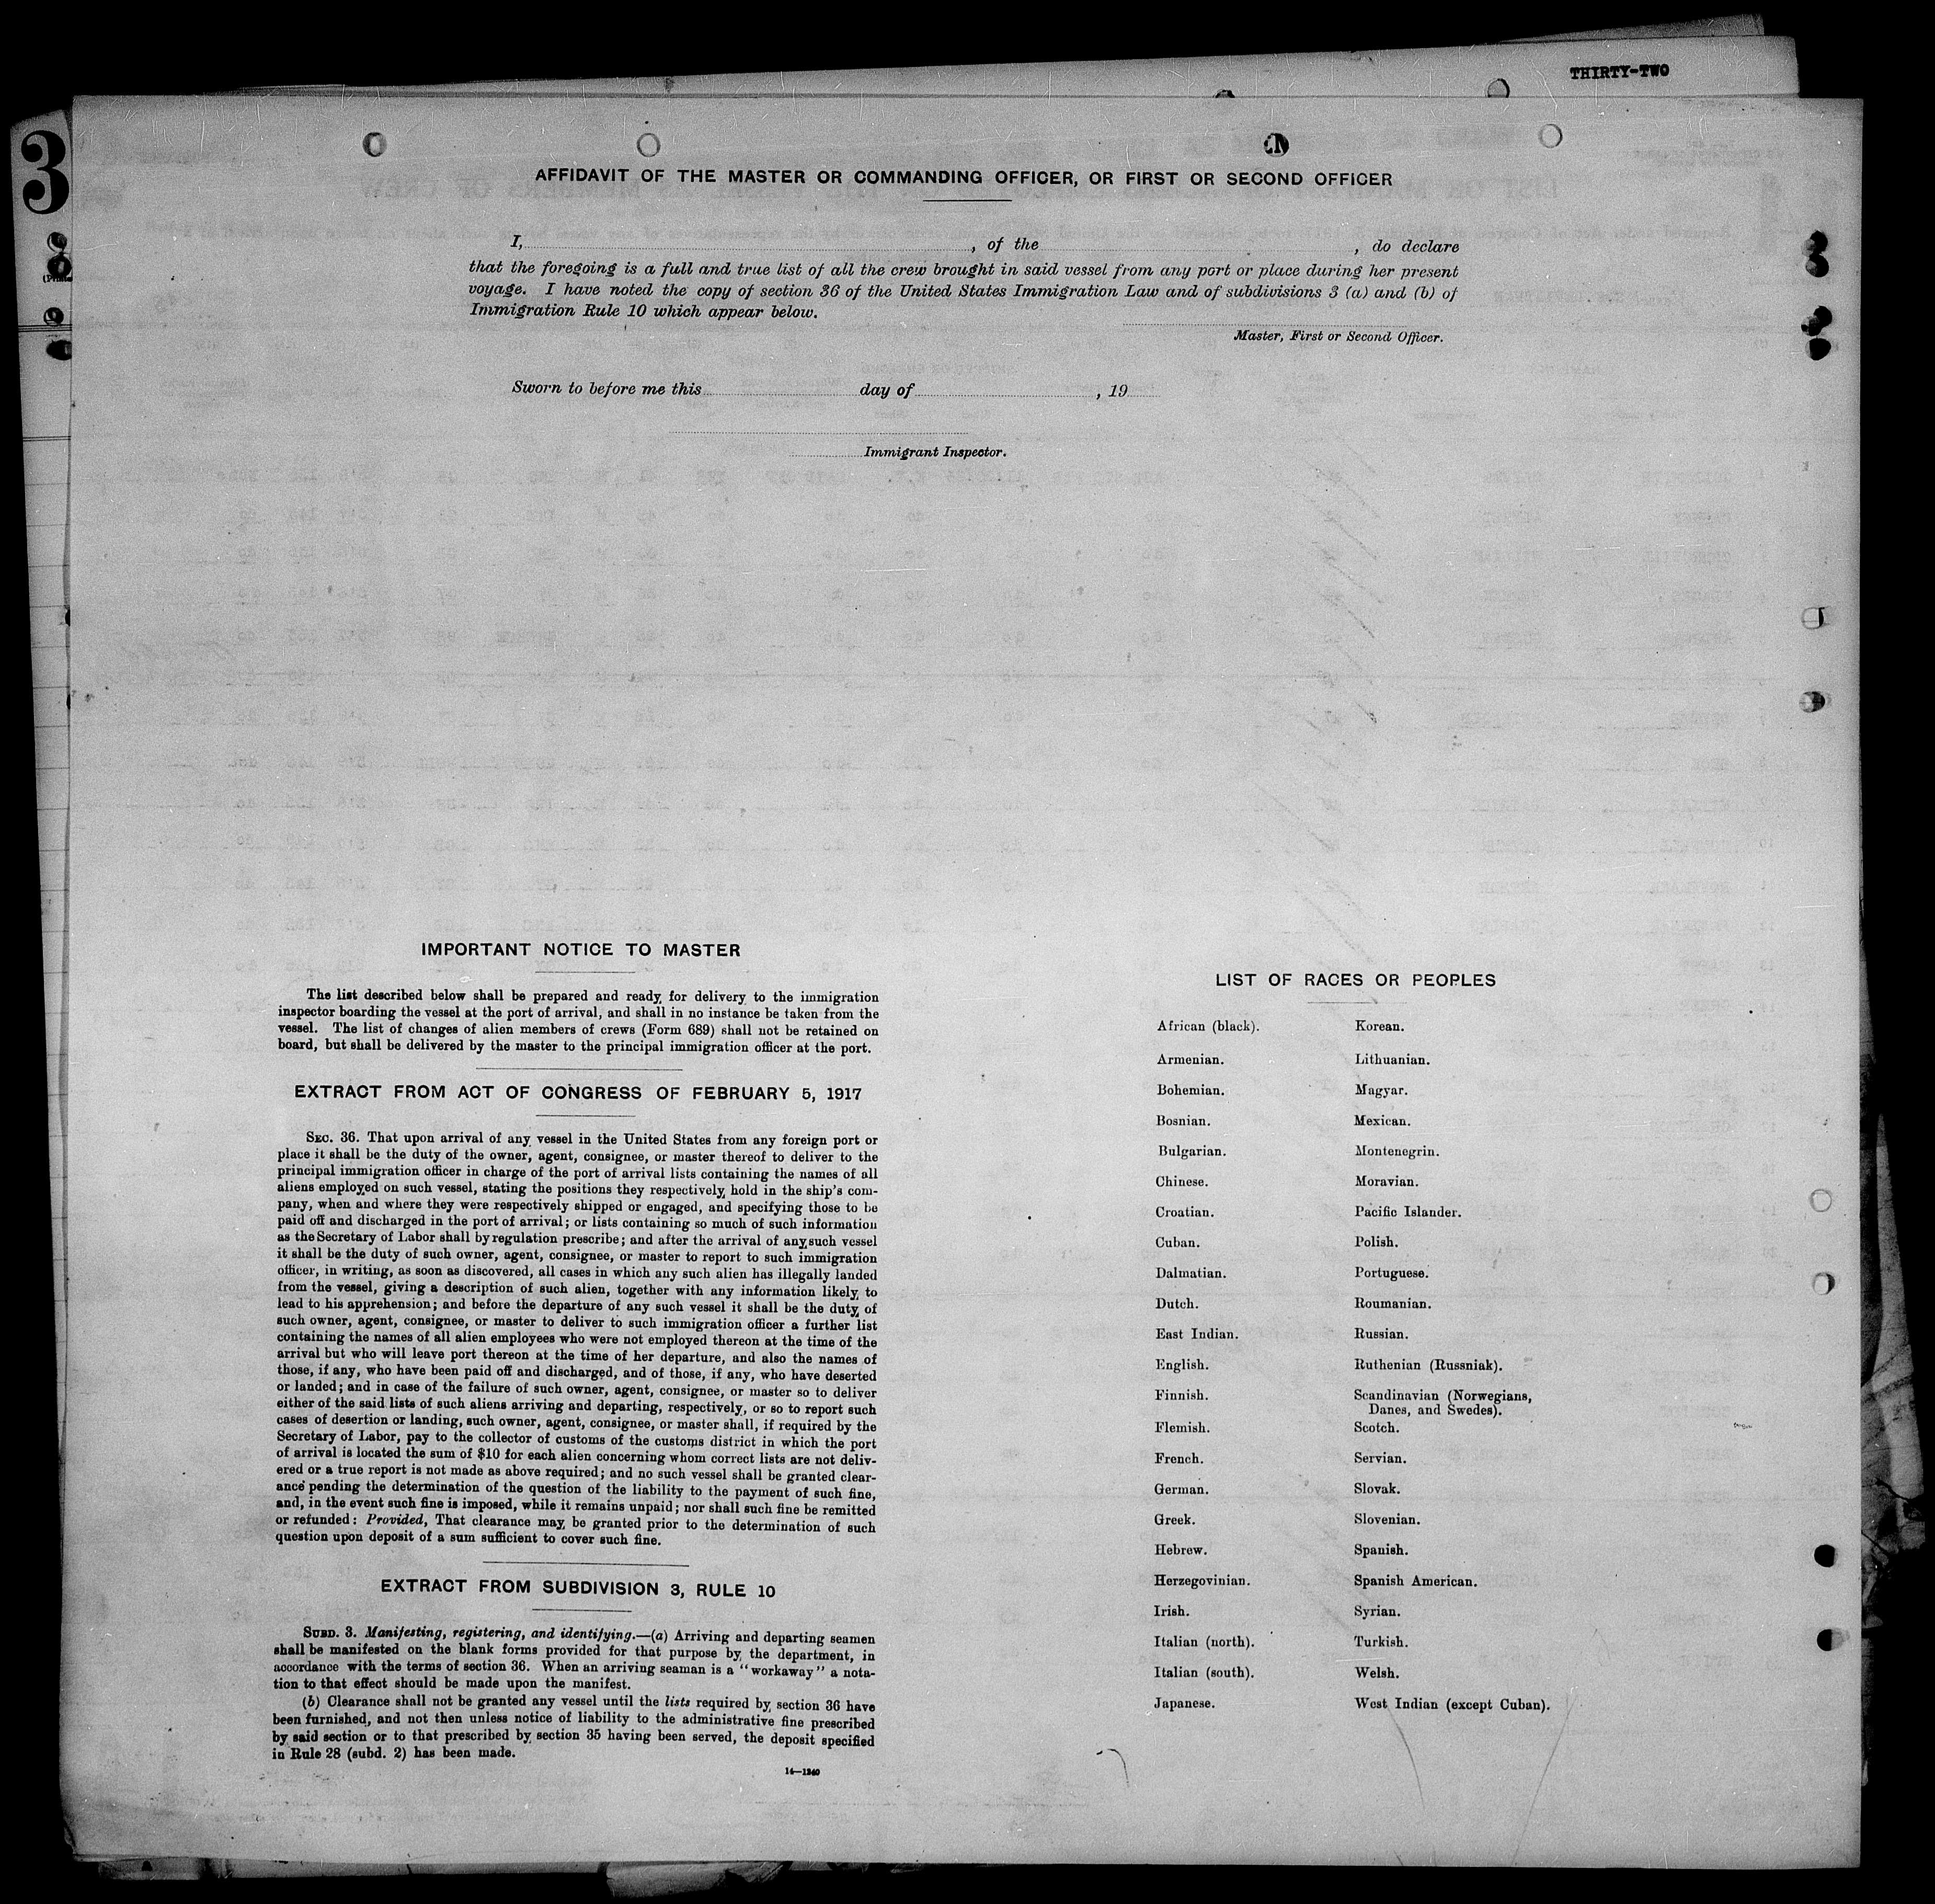 THIRTY-TWO
3
AFFIDAVIT OF THE MASTER OR COMMANDING OFFICER, OR FIRST OR SECOND OFFICER
I, , of the , do declare
that the foregoing is a full and true list of all the crew brought in said vessel from any port or place during her present
voyage. I have noted the copy of section 36 of the United States Immigration Law and of subdivisions 3 (a) and (b) of
Immigration Rule 10 which appear below.
Master, First or Second Officer.
Sworn to before me this day of , 19
Immigrant Inspector.
IMPORTANT NOTICE TO MASTER
The list described below shall be prepared and ready for delivery to the immigration
inspector boarding the vessel at the port of arrival, and shall in no instance be taken from the
vessel. The list of changes of alien members of crews (Form 689) shall not be retained on
board, but shall be delivered by the master to the principal immigration officer at the port.
EXTRACT FROM ACT OF CONGRESS OF FEBRUARY 5, 1917
SEC. 36. That upon arrival of any vessel in the United States from any foreign port or
place it shall be the duty of the owner, agent, consignee, or master thereof to deliver to the
principal immigration officer in charge of the port of arrival lists containing the names of all
aliens employed on such vessel, stating the positions they respectively hold in the ship's com-
pany, when and where they were respectively shipped or engaged, and specifying those to be
paid off and discharged in the port of arrival; or lists containing so much of such information
as the Secretary of Labor shall by regulation prescribe; and after the arrival of any such vessel
it shall be the duty of such owner, agent, consignee, or master to report to such immigration
officer, in writing, as soon as discovered, all cases in which any such alien has illegally landed
from the vessel, giving a description of such alien, together with any information likely to
lead to his apprehension; and before the departure of any such vessel it shall be the duty of
such owner, agent, consignee, or master to deliver to such immigration officer a further list
containing the names of all alien employees who were not employed thereon at the time of the
arrival but who will leave port thereon at the time of her departure, and also the names of
those, if any, who have been paid off and discharged, and of those, if any, who have deserted
or landed; and in case of the failure of such owner, agent, consignee, or master so to deliver
either of the said lists of such aliens arriving and departing, respectively, or so to report such
cases of desertion or landing, such owner, agent, consignee, or master shall, if required by the
Secretary of Labor, pay to the collector of customs of the customs district in which the port
of arrival is located the sum of $10 for each alien concerning whom correct lists are not deliv-
ered or a true report is not made as above required; and no such vessel shall be granted clear-
ance pending the determination of the question of the liability to the payment of such fine,
and, in the event such fine is imposed, while it remains unpaid; nor shall such fine be remitted
or refunded: Provided, That clearance may be granted prior to the determination of such
question upon deposit of a sum sufficient to cover such fine.
EXTRACT FROM SUBDIVISION 3, RULE 10
SUBD. 3. Manifesting, registering, and identifying.—(a) Arriving and departing seamen
shall be manifested on the blank forms provided for that purpose by the department, in
accordance with the terms of section 36. When an arriving seaman is a "workaway" a nota-
tion to that effect should be made upon the manifest.
(b) Clearance shall not be granted any vessel until the lists required by section 36 have
been furnished, and not then unless notice of liability to the administrative fine prescribed
by said section or to that prescribed by section 35 having been served, the deposit specified
in Rule 28 (subd. 2) has been made.
14—1240
LIST OF RACES OR PEOPLES
African (black).
Armenian.
Bohemian.
Bosnian.
Bulgarian.
Chinese.
Croatian.
Cuban.
Dalmatian.
Dutch.
East Indian.
English.
Finnish.
Flemish.
French.
German.
Greek.
Hebrew.
Herzegovinian.
Irish.
Italian (north).
Italian (south).
Japanese.
Korean.
Lithuanian.
Magyar.
Mexican.
Montenegrin.
Moravian.
Pacific Islander.
Polish.
Portuguese.
Roumanian.
Russian.
Ruthenian (Russniak).
Scandinavian (Norwegians,
Danes, and Swedes).
Scotch.
Servian.
Slovak.
Slovenian.
Spanish.
Spanish American.
Syrian.
Turkish.
Welsh.
West Indian (except Cuban).